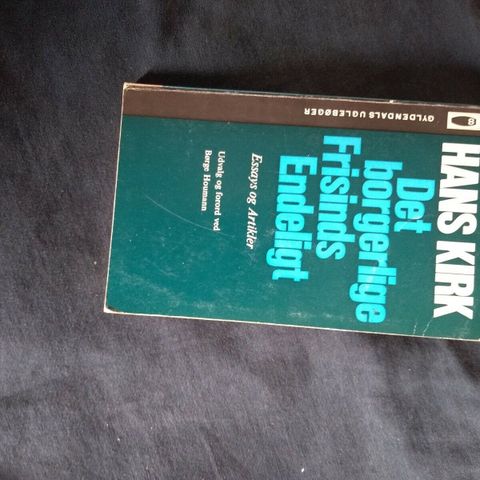 GYLDENDALS UGLEBØGER
HANS KIRK
Det
borgerlige
Frisinds
Endeligt
Essays og Artikler
Udvalg og forord ved
Børge Houmann